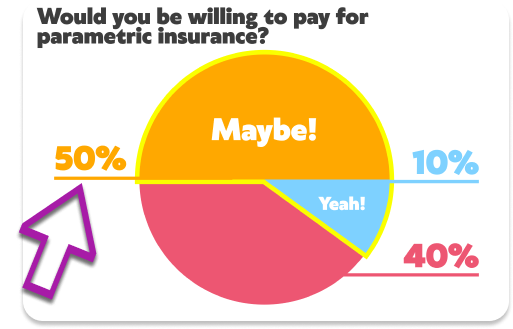 Would you be willing to pay for
parametric insurance?
Maybe!
50%
10%
Yeah!
40%